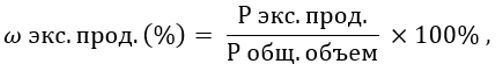 ω экс. прод. (%) = P экс. прод. / P общ. объем × 100% ,